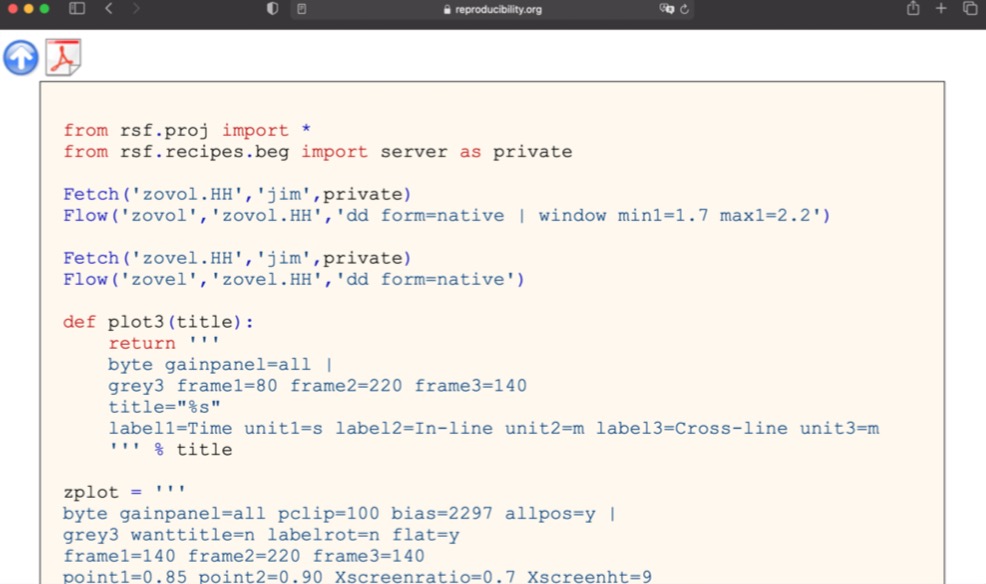 reproducibility.org
from rsf.proj import *
from rsf.recipes.beg import server as private
Fetch('zovol.HH','jim',private)
Flow('zovol','zovol.HH','dd form=native | window min1=1.7 max1=2.2')
Fetch('zovel.HH','jim',private)
Flow('zovel','zovel.HH','dd form=native')
def plot3(title):
    return '''
    byte gainpanel=all |
    grey3 frame1=80 frame2=220 frame3=140
    title="%s"
    label1=Time unit1=s label2=In-line unit2=m label3=Cross-line unit3=m
    ''' % title
zplot = '''
byte gainpanel=all pclip=100 bias=2297 allpos=y |
grey3 wanttitle=n labelrot=n flat=y
frame1=140 frame2=220 frame3=140
point1=0.85 point2=0.90 Xscreenratio=0.7 Xscreenht=9